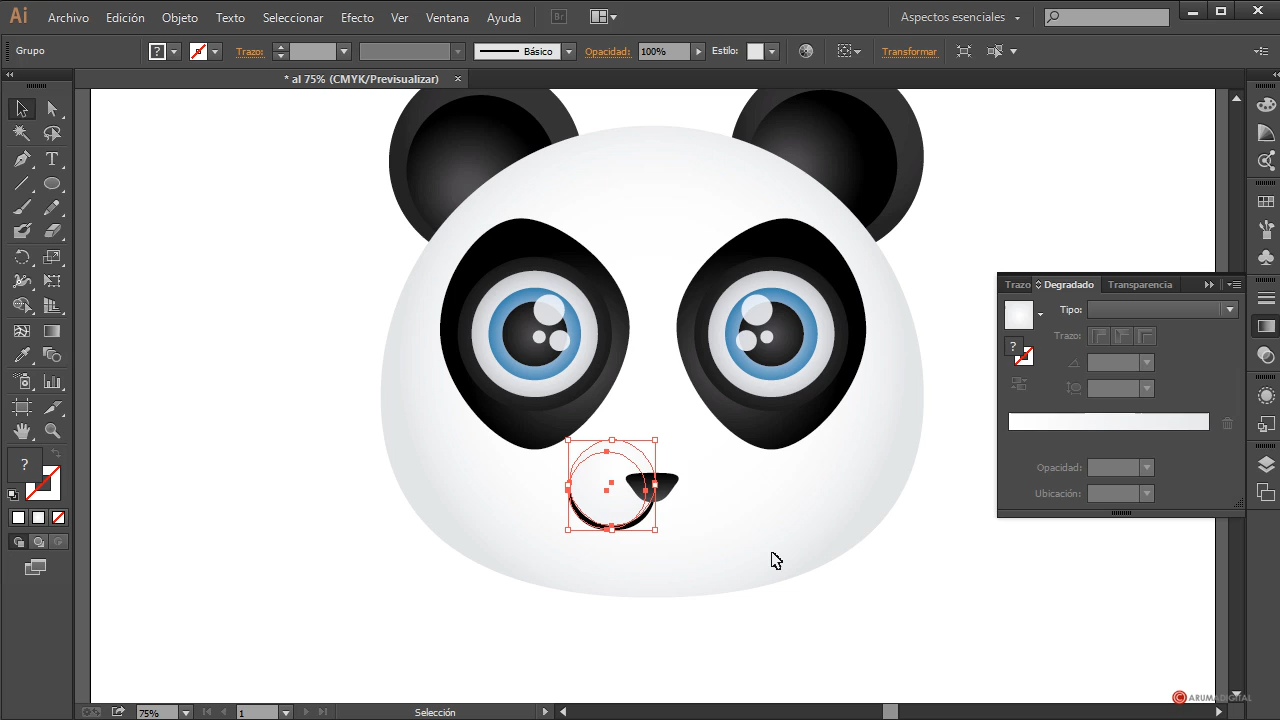 Ai Archivo Edición Objeto Texto Seleccionar Efecto Ver Ventana Ayuda Br Aspectos esenciales
Grupo ? Trazo: Básico Opacidad: 100% Estilo: Transformar
* al 75% (CMYK/Previsualizar) ×
Trazo Degradado Transparencia
Tipo:
Trazo:
?
Opacidad:
Ubicación:
?
75% 1 Selección
ARUMADIGITAL